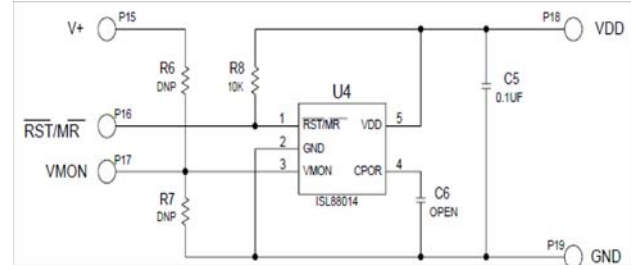 V+ P15 P18 VDD
R6 DNP
R8 10K
U4
C5 0.1UF
P16 RST/MR
1 RST/MR VDD 5
2 GND
P17 VMON
3 VMON CPOR 4
ISL88014
R7 DNP
C6 OPEN
P19 GND